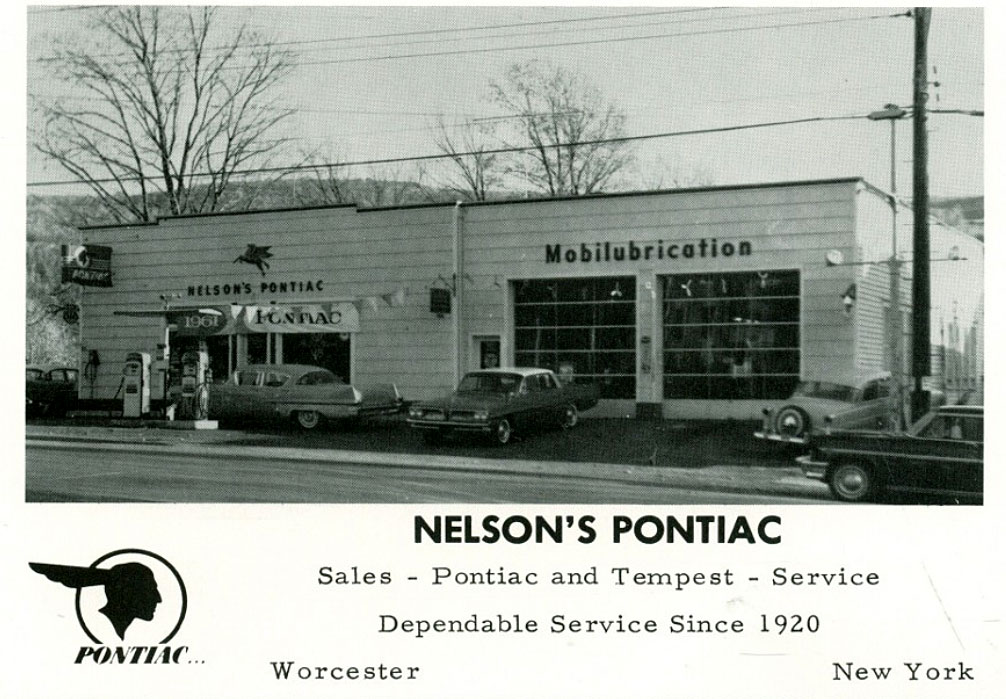 PONTIAC
NELSON'S PONTIAC
1961
PONTIAC
Mobilubrication
NELSON'S PONTIAC
Sales - Pontiac and Tempest - Service
Dependable Service Since 1920
Worcester New York
PONTIAC...